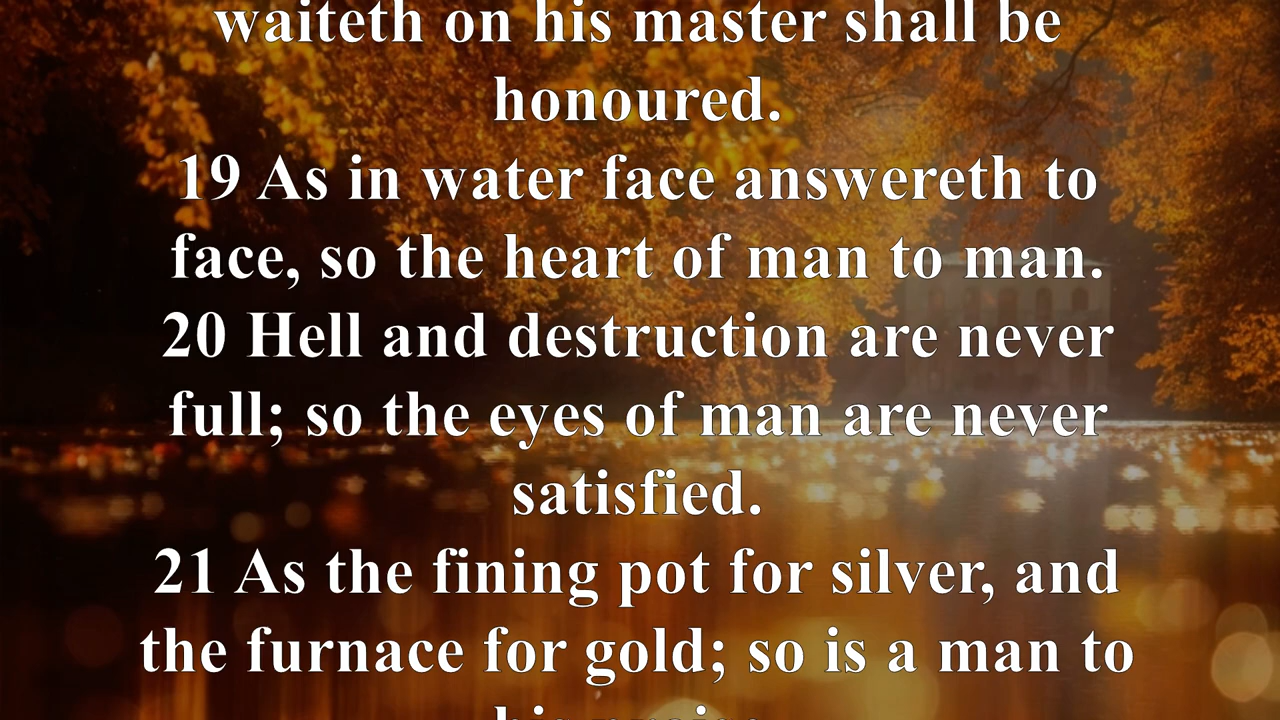 waiteth on his master shall be
honoured.
19 As in water face answereth to
face, so the heart of man to man.
20 Hell and destruction are never
full; so the eyes of man are never
satisfied.
21 As the fining pot for silver, and
the furnace for gold; so is a man to